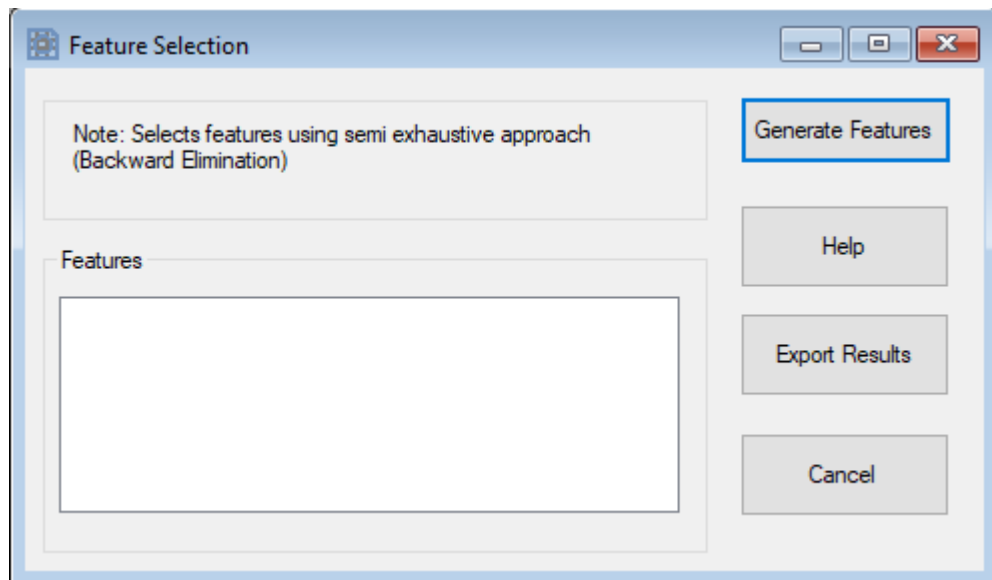 Feature Selection
Note: Selects features using semi exhaustive approach
(Backward Elimination)
Generate Features
Help
Features
Export Results
Cancel